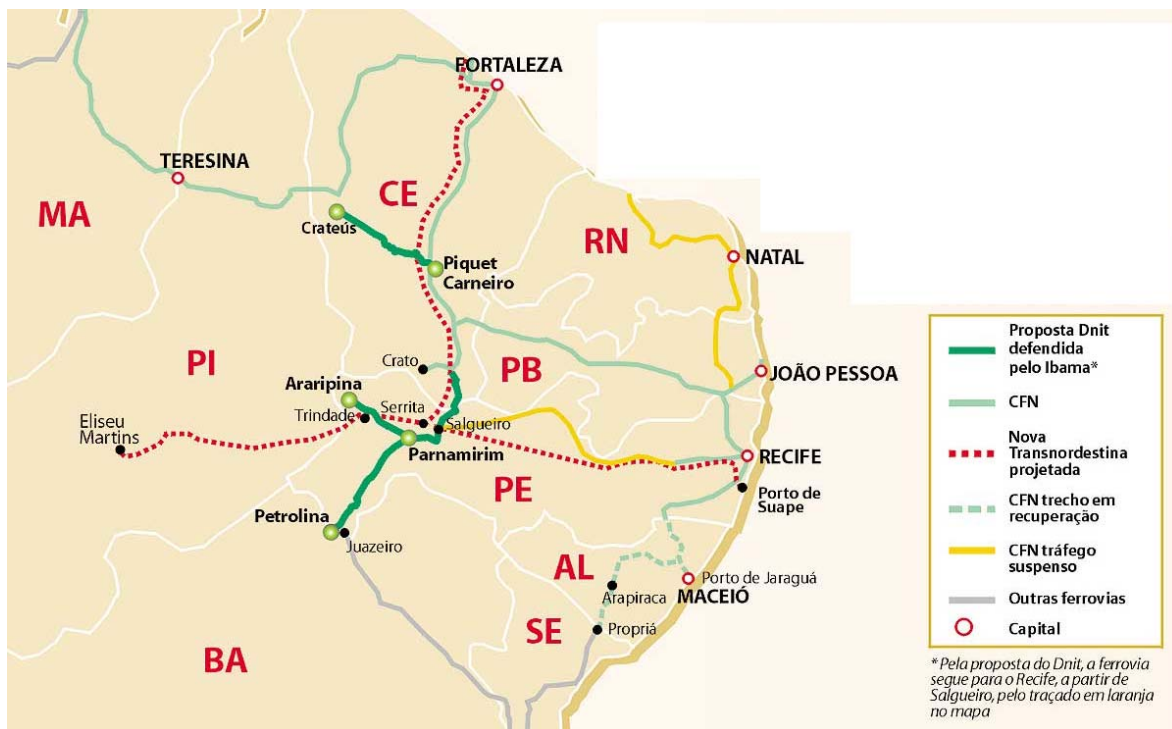 FORTALEZA
TERESINA
CE
MA
Crateús
RN
NATAL
Piquet
Carneiro
PI
Crato
PB
JOÃO PESSOA
Araripina
Serrita
Eliseu
Martins
Trindade
Salgueiro
Parnamirim
RECIFE
PE
Porto de
Suape
Petrolina
Juazeiro
AL
Porto de Jaraguá
Arapiraca
MACEIÓ
SE
Propriá
BA
Proposta Dnit
defendida
pelo Ibama*
CFN
Nova
Transnordestina
projetada
CFN trecho em
recuperação
CFN tráfego
suspenso
Outras ferrovias
Capital
* Pela proposta do Dnit, a ferrovia
segue para o Recife, a partir de
Salgueiro, pelo traçado em laranja
no mapa